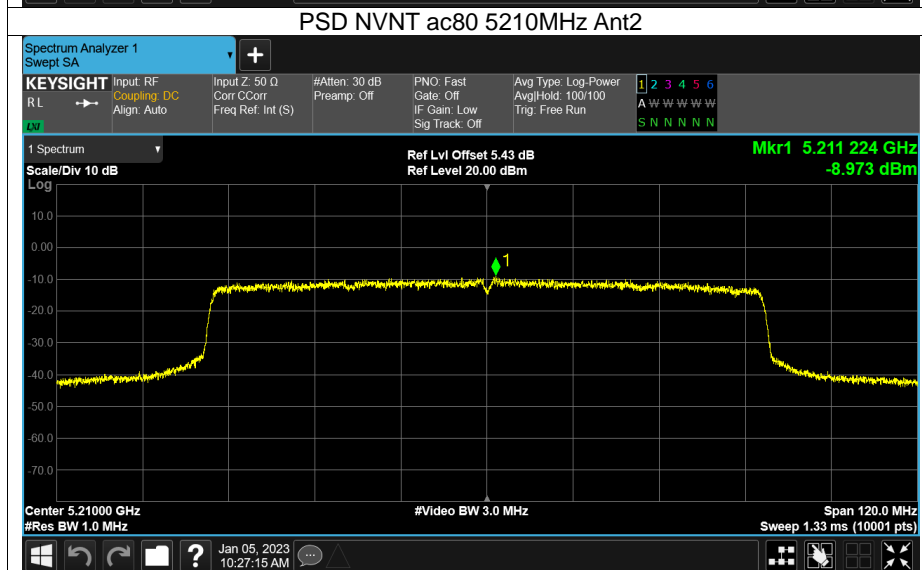 PSD NVNT ac80 5210MHz Ant2
Spectrum Analyzer 1
Swept SA
+
KEYSIGHT Input: RF Input Z: 50 Ω #Atten: 30 dB PNO: Fast Avg Type: Log-Power 1 2 3 4 5 6
R L Coupling: DC Corr CCorr Preamp: Off Gate: Off Avg|Hold: 100/100 A W W W W W
Align: Auto Freq Ref: Int (S) IF Gain: Low Trig: Free Run
LXI Sig Track: Off S N N N N N
1 Spectrum
Ref Lvl Offset 5.43 dB Mkr1 5.211 224 GHz
Scale/Div 10 dB Ref Level 20.00 dBm -8.973 dBm
Log
10.0
0.00
1
-10.0
-20.0
-30.0
-40.0
-50.0
-60.0
-70.0
Center 5.21000 GHz #Video BW 3.0 MHz Span 120.0 MHz
#Res BW 1.0 MHz Sweep 1.33 ms (10001 pts)
? Jan 05, 2023
10:27:15 AM